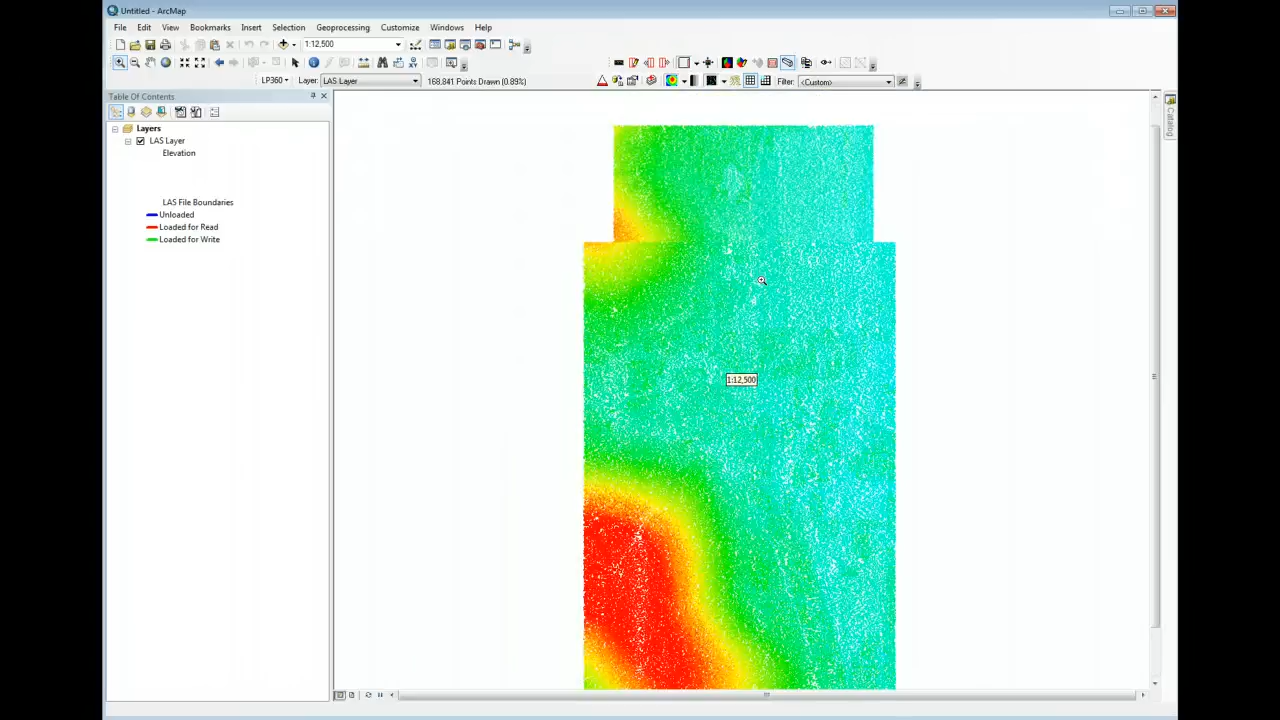 Untitled - ArcMap
File Edit View Bookmarks Insert Selection Geoprocessing Customize Windows Help
1:12,500
LP360 Layer: LAS Layer 168,841 Points Drawn (0.89%) Filter: <Custom>
Table Of Contents
Layers
LAS Layer
Elevation
LAS File Boundaries
Unloaded
Loaded for Read
Loaded for Write
1:12,500
Catalog